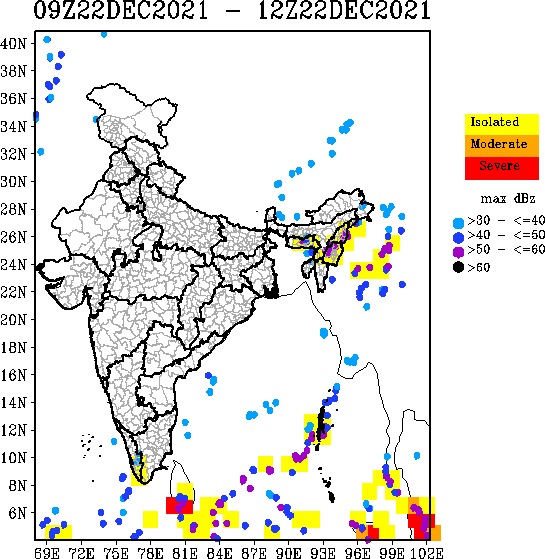 09Z22DEC2021 - 12Z22DEC2021
40N
38N
36N
34N
32N
30N
28N
26N
24N
22N
20N
18N
16N
14N
12N
10N
8N
6N
69E 72E 75E 78E 81E 84E 87E 90E 93E 96E 99E 102E
Isolated
Moderate
Severe
max dBz
>30 - <=40
>40 - <=50
>50 - <=60
>60